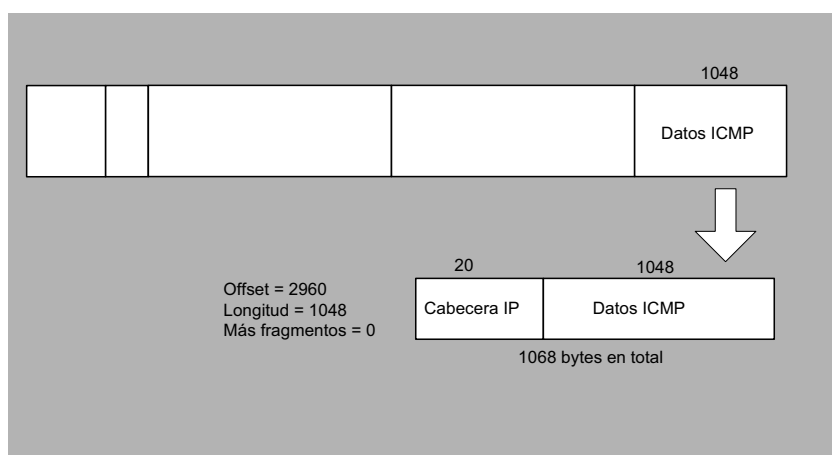 1048
Datos ICMP
20
1048
Offset = 2960
Longitud = 1048
Más fragmentos = 0
Cabecera IP
Datos ICMP
1068 bytes en total